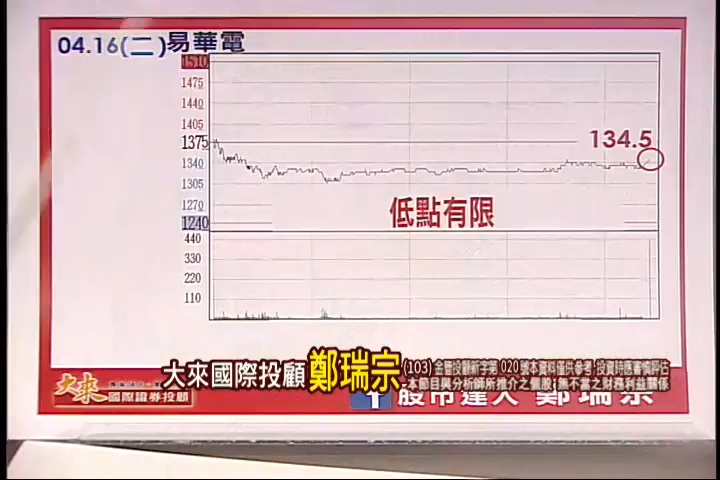 04.16(二)易華電
1510
1475
1440
1405
1375
1340
1305
1270
1240
440
330
220
110
134.5
低點有限
大來國際投顧 鄭瑞宗
(103)金管投顧新字第 020 號本資料僅供參考,投資時應審慎評估
本節目與分析師所推介之個股,無不當之財務利益關係
大來
國際證券投顧
股市達人 鄭瑞宗